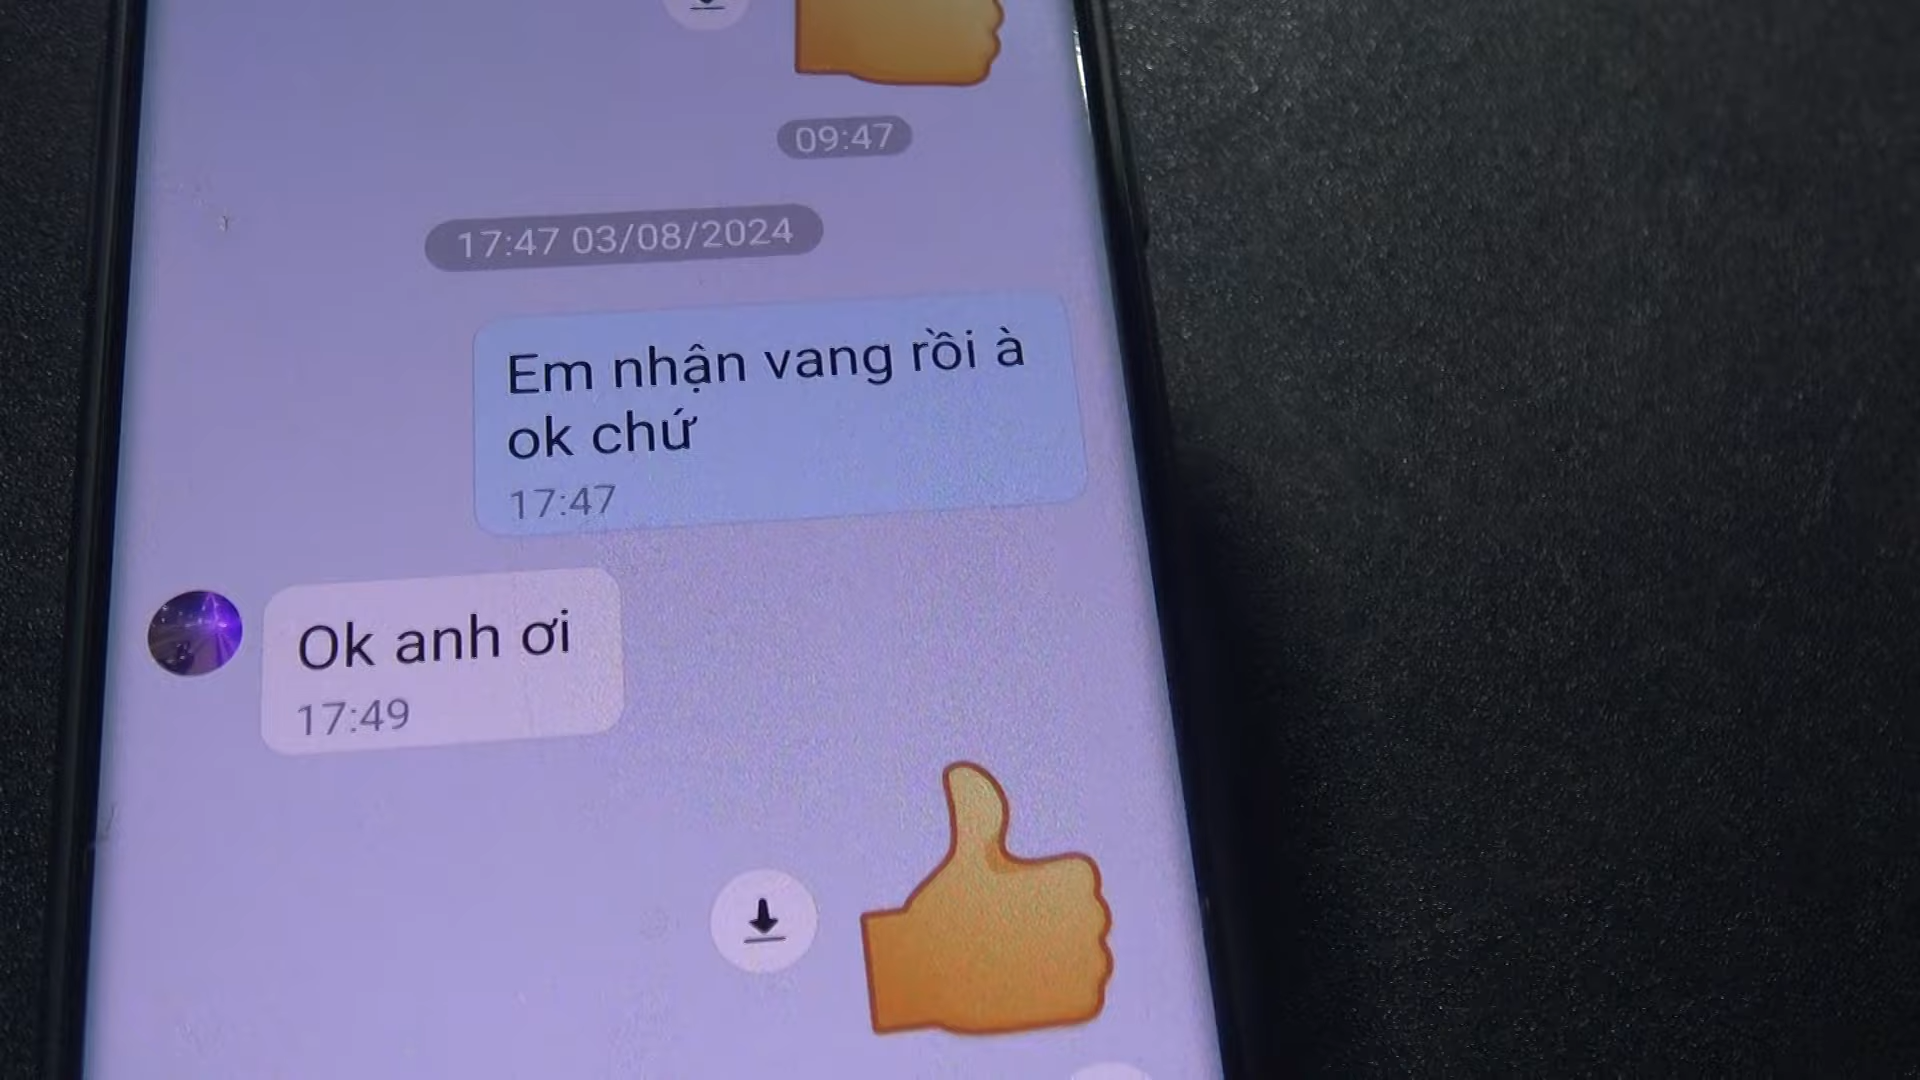 09:47
17:47 03/08/2024
Em nhận vang rồi à
ok chứ
17:47
Ok anh ơi
17:49